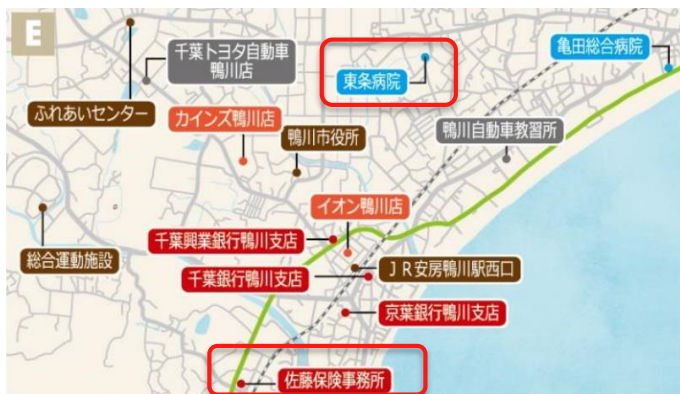 E
千葉トヨタ自動車
鴨川店
東条病院
亀田総合病院
ふれあいセンター
カインズ鴨川店
鴨川市役所
鴨川自動車教習所
イオン鴨川店
千葉興業銀行鴨川支店
総合運動施設
千葉銀行鴨川支店
JR安房鴨川駅西口
京葉銀行鴨川支店
佐藤保険事務所